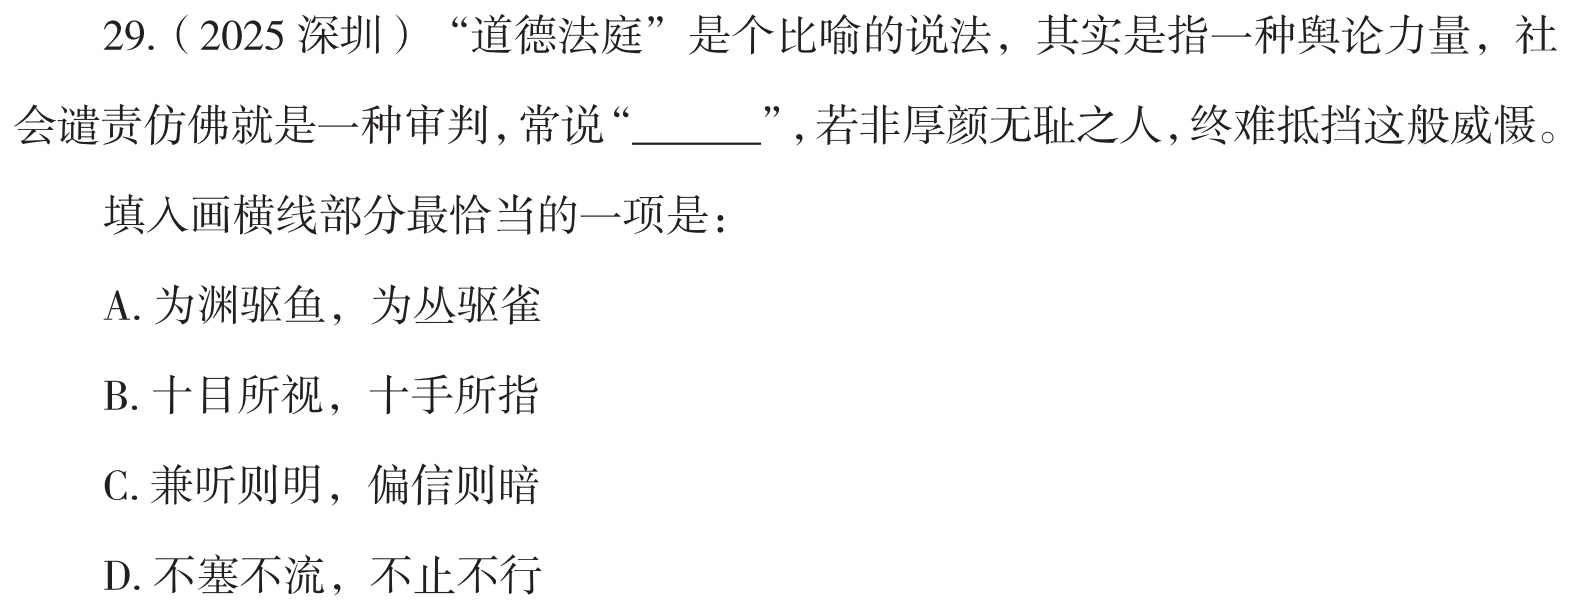 29.（2025 深圳）“道德法庭”是个比喻的说法，其实是指一种舆论力量，社
会谴责仿佛就是一种审判，常说“______”，若非厚颜无耻之人，终难抵挡这般威慑。
填入画横线部分最恰当的一项是：
A. 为渊驱鱼，为丛驱雀
B. 十目所视，十手所指
C. 兼听则明，偏信则暗
D. 不塞不流，不止不行